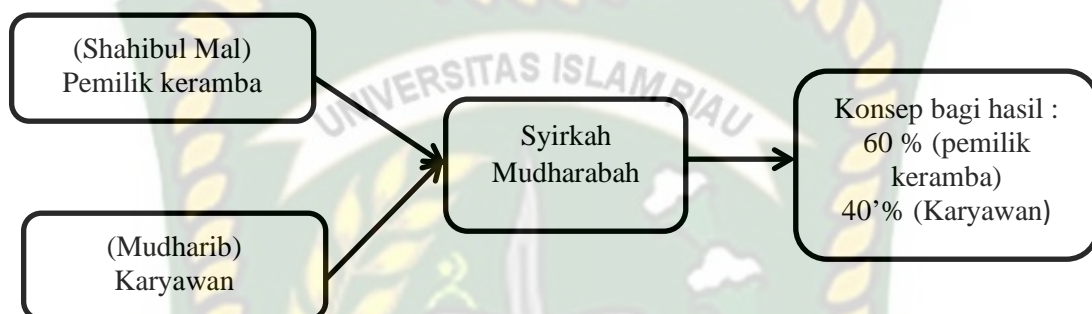 (Shahibul Mal)
Pemilik keramba
UNIVERSITAS ISLAM RIAU
Syirkah
Mudharabah
Konsep bagi hasil :
60 % (pemilik
keramba)
40’% (Karyawan)
(Mudharib)
Karyawan